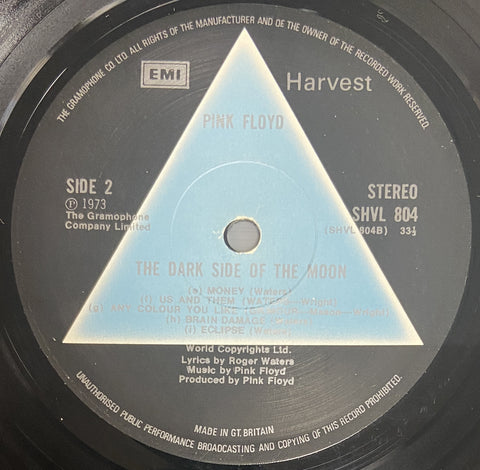 THE GRAMOPHONE CO LTD. ALL RIGHTS OF THE MANUFACTURER AND OF THE OWNER OF THE RECORDED WORK RESERVED.
EMI
Harvest
PINK FLOYD
SIDE 2
℗ 1973
The Gramophone
Company Limited
STEREO
SHVL 804
(SHVL 804B) 33⅓
THE DARK SIDE OF THE MOON
(e) MONEY (Waters)
(f) US AND THEM (Waters—Wright)
(g) ANY COLOUR YOU LIKE Mason—Wright)
(h) BRAIN DAMAGE
(i) ECLIPSE
World Copyrights Ltd.
Lyrics by Roger Waters
Music by Pink Floyd
Produced by Pink Floyd
MADE IN GT. BRITAIN
UNAUTHORISED PUBLIC PERFORMANCE BROADCASTING AND COPYING OF THIS RECORD PROHIBITED.